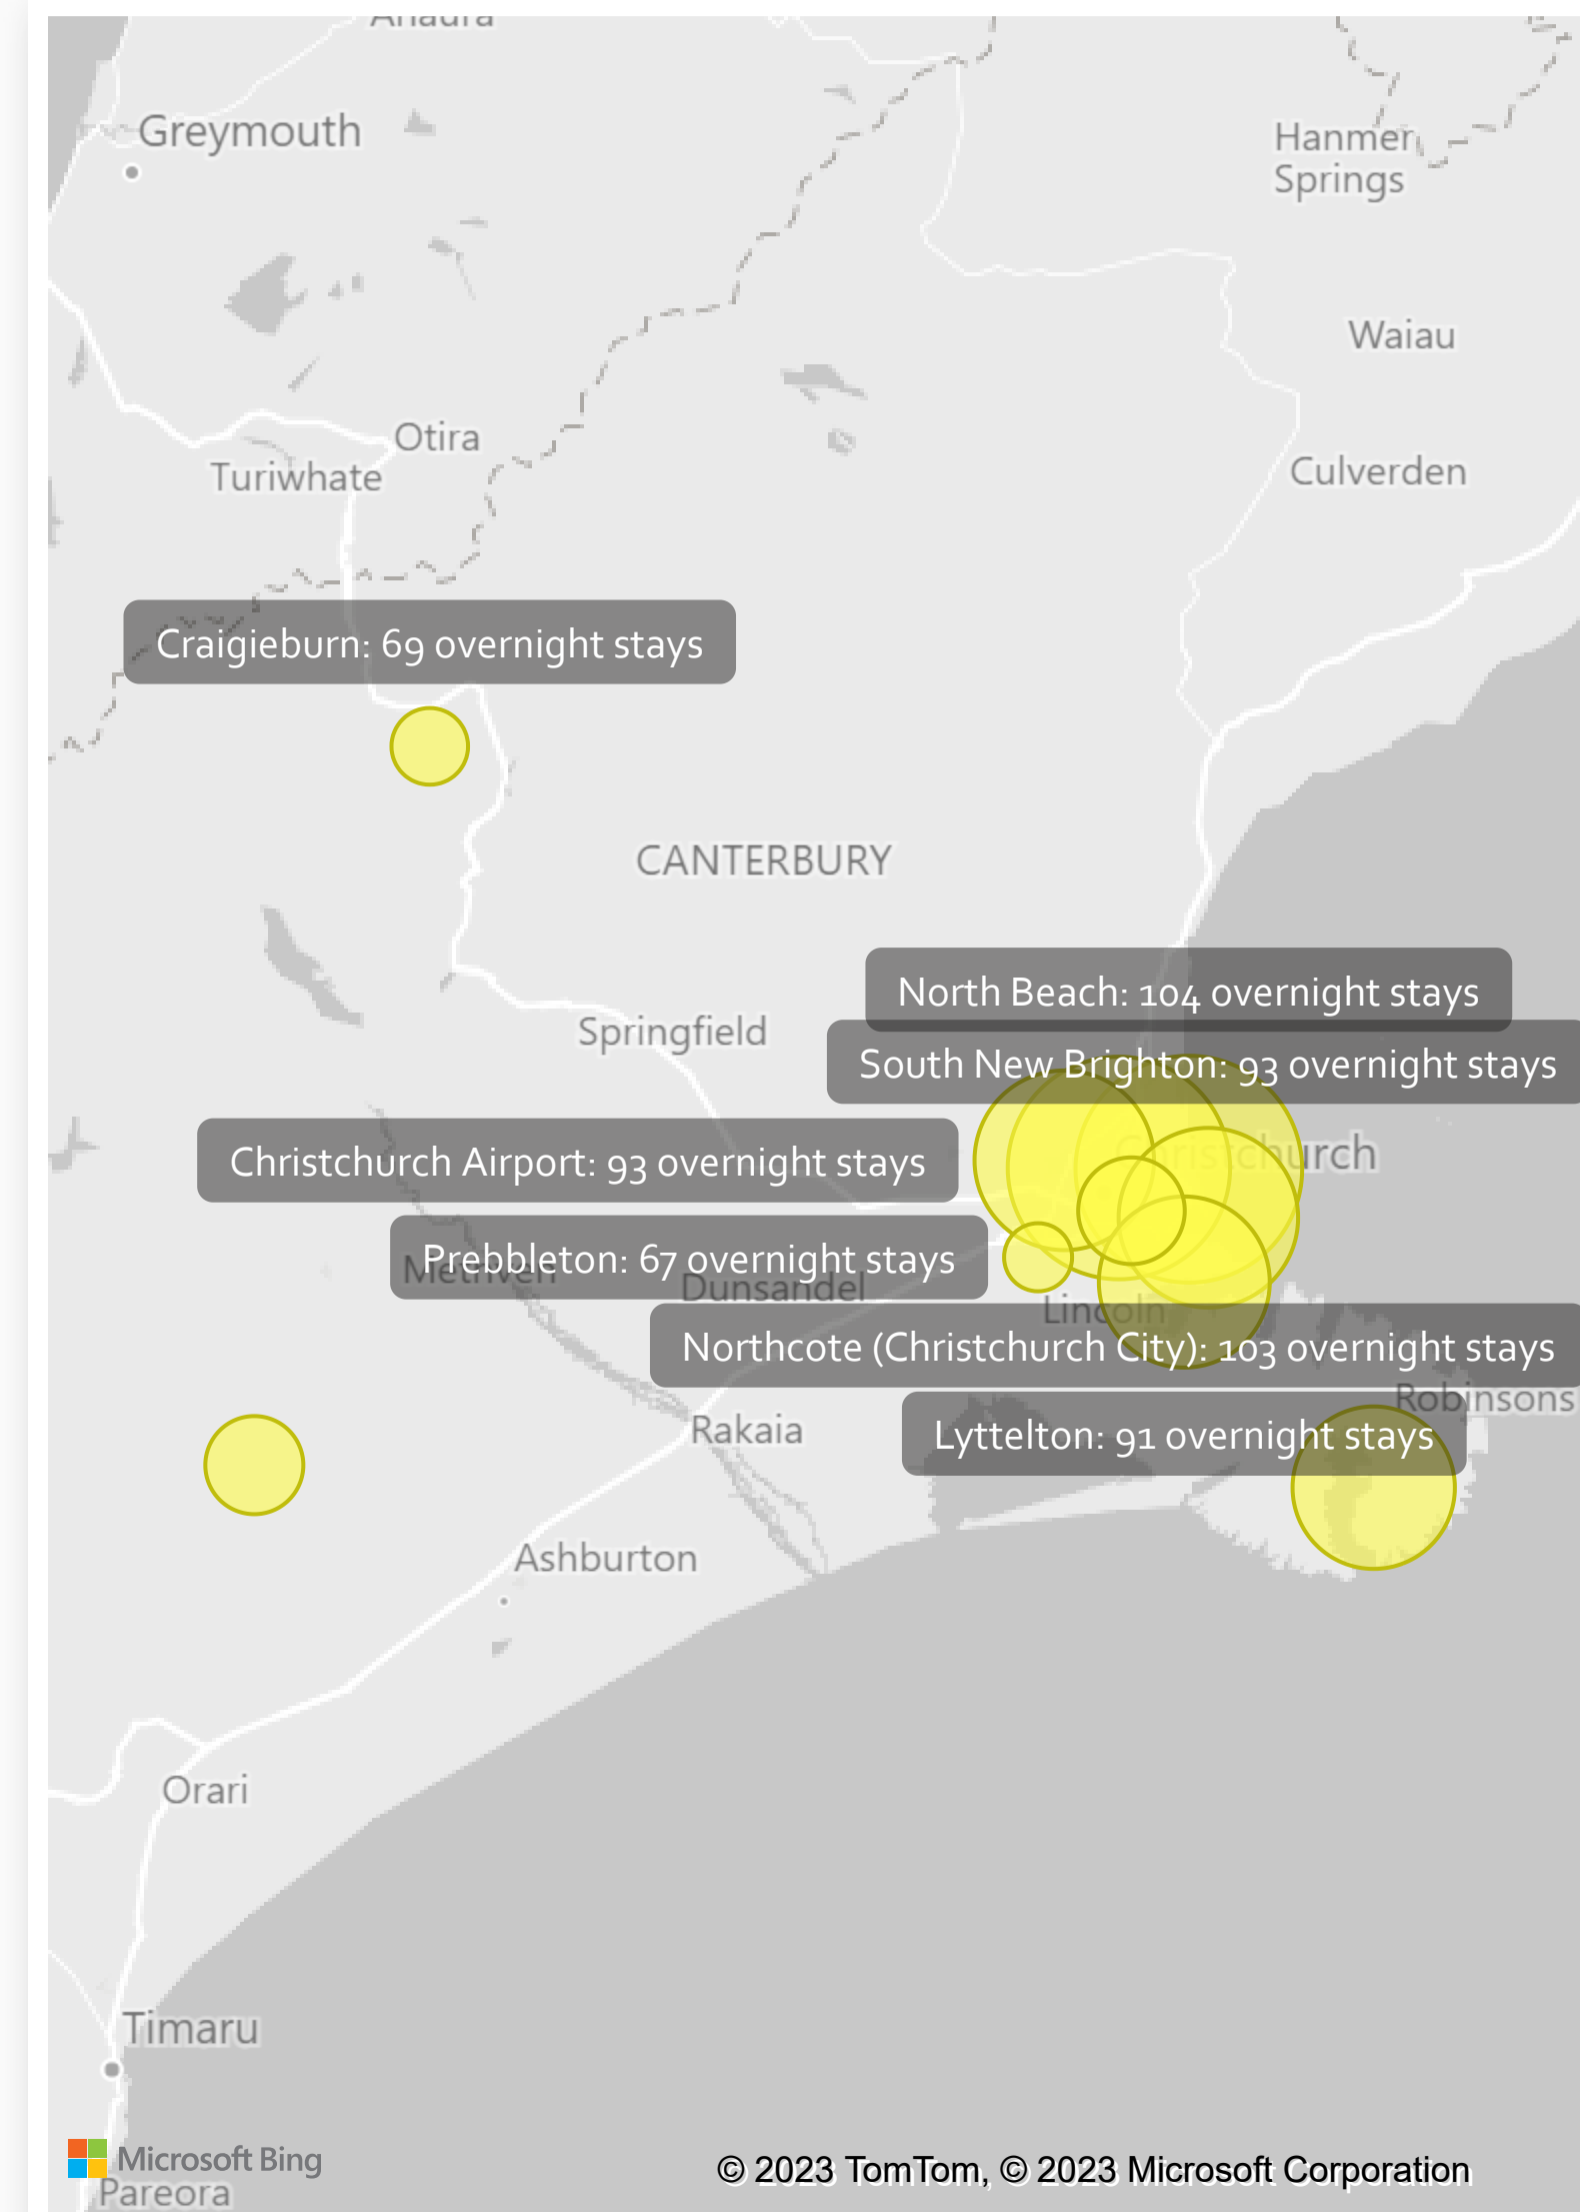 Ahaura
Greymouth
Hanmer
Springs
Waiau
Otira
Turiwhate
Culverden
Craigieburn: 69 overnight stays
CANTERBURY
North Beach: 104 overnight stays
Springfield
South New Brighton: 93 overnight stays
Christchurch
Christchurch Airport: 93 overnight stays
Prebbleton: 67 overnight stays
Methven
Dunsandel
Lincoln
Northcote (Christchurch City): 103 overnight stays
Robinsons
Rakaia
Lyttelton: 91 overnight stays
Ashburton
Orari
Timaru
Microsoft Bing
© 2023 TomTom, © 2023 Microsoft Corporation
Pareora